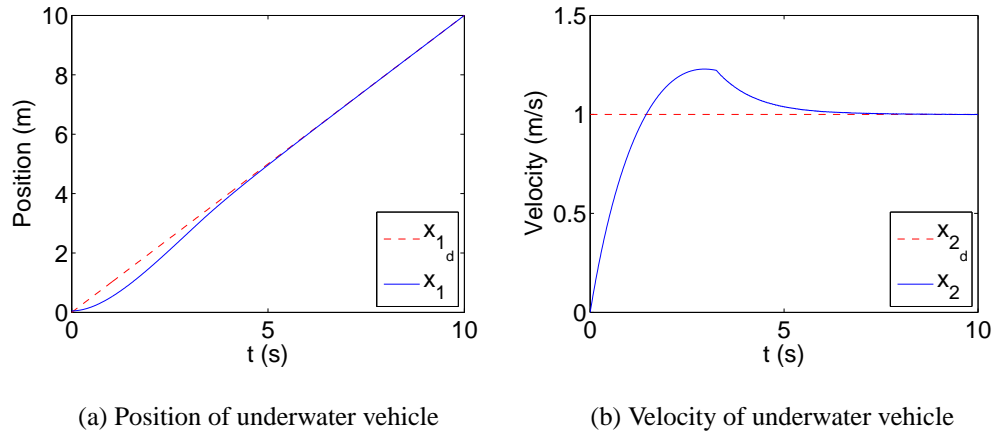 10
8
6
4
2
0
Position (m)
x1d
x1
0
5
10
t (s)
(a) Position of underwater vehicle
1.5
1
0.5
0
Velocity (m/s)
x2d
x2
0
5
10
t (s)
(b) Velocity of underwater vehicle